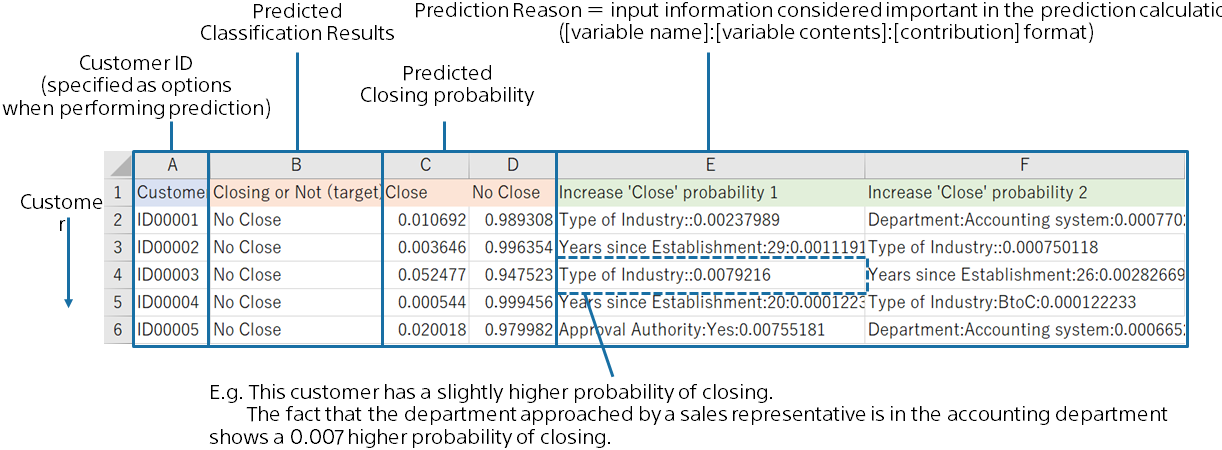 Predicted
Classification Results
Prediction Reason = input information considered important in the prediction calculatio
([variable name]:[variable contents]:[contribution] format)
Customer ID
(specified as options
when performing prediction)
Predicted
Closing probability
A B C D E F
1 Custome Closing or Not (target) Close No Close Increase 'Close' probability 1 Increase 'Close' probability 2
2 ID00001 No Close 0.010692 0.989308 Type of Industry::0.00237989 Department:Accounting system:0.000770
3 ID00002 No Close 0.003646 0.996354 Years since Establishment:29:0.0011191 Type of Industry::0.000750118
4 ID00003 No Close 0.052477 0.947523 Type of Industry::0.0079216 Years since Establishment:26:0.00282669
5 ID00004 No Close 0.000544 0.999456 Years since Establishment:20:0.0001223 Type of Industry:BtoC:0.000122233
6 ID00005 No Close 0.020018 0.979982 Approval Authority:Yes:0.00755181 Department:Accounting system:0.000665
Custome
r
E.g. This customer has a slightly higher probability of closing.
The fact that the department approached by a sales representative is in the accounting department
shows a 0.007 higher probability of closing.